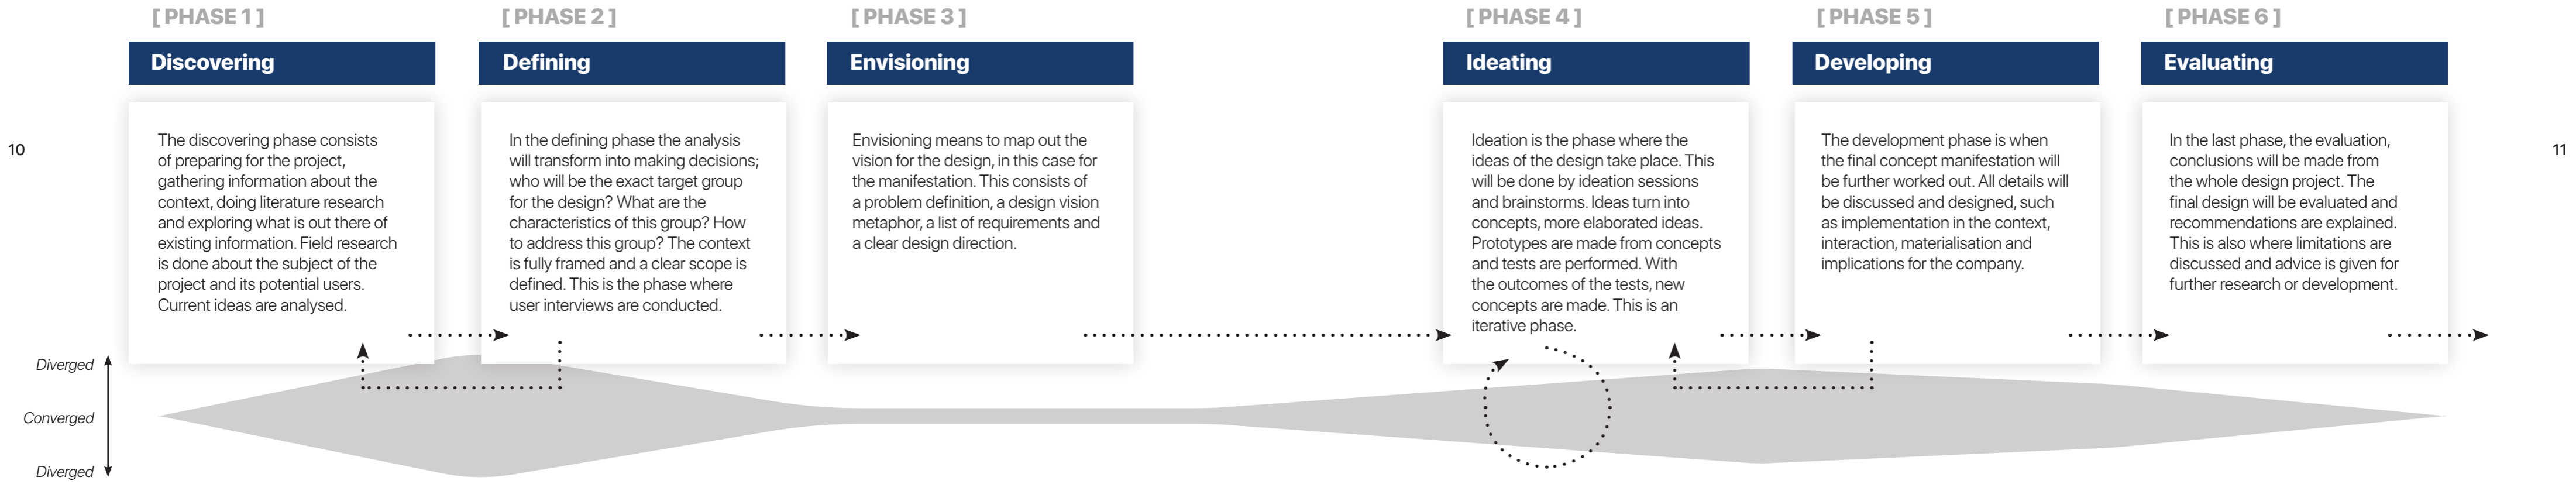 [ PHASE 1 ]
Discovering
The discovering phase consists
of preparing for the project,
gathering information about the
context, doing literature research
and exploring what is out there of
existing information. Field research
is done about the subject of the
project and its potential users.
Current ideas are analysed.
[ PHASE 2 ]
Defining
In the defining phase the analysis
will transform into making decisions;
who will be the exact target group
for the design? What are the
characteristics of this group? How
to address this group? The context
is fully framed and a clear scope is
defined. This is the phase where
user interviews are conducted.
[ PHASE 3 ]
Envisioning
Envisioning means to map out the
vision for the design, in this case for
the manifestation. This consists of
a problem definition, a design vision
metaphor, a list of requirements and
a clear design direction.
[ PHASE 4 ]
Ideating
Ideation is the phase where the
ideas of the design take place. This
will be done by ideation sessions
and brainstorms. Ideas turn into
concepts, more elaborated ideas.
Prototypes are made from concepts
and tests are performed. With
the outcomes of the tests, new
concepts are made. This is an
iterative phase.
[ PHASE 5 ]
Developing
The development phase is when
the final concept manifestation will
be further worked out. All details will
be discussed and designed, such
as implementation in the context,
interaction, materialisation and
implications for the company.
[ PHASE 6 ]
Evaluating
In the last phase, the evaluation,
conclusions will be made from
the whole design project. The
final design will be evaluated and
recommendations are explained.
This is also where limitations are
discussed and advice is given for
further research or development.
10
11
Diverged
Converged
Diverged